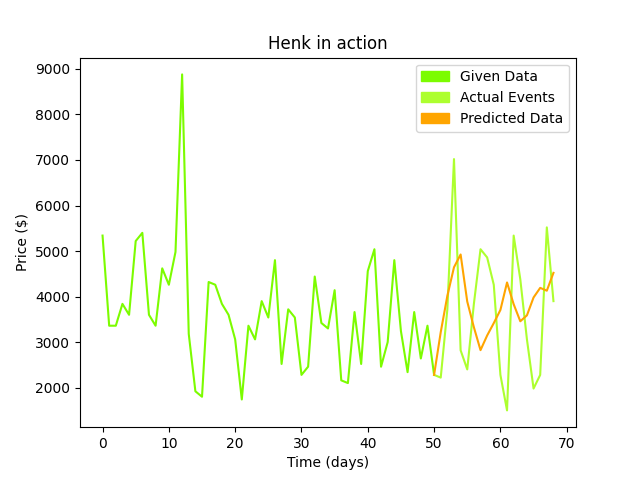 Henk in action
Given Data
Actual Events
Predicted Data
Price ($)
9000
8000
7000
6000
5000
4000
3000
2000
0 10 20 30 40 50 60 70
Time (days)